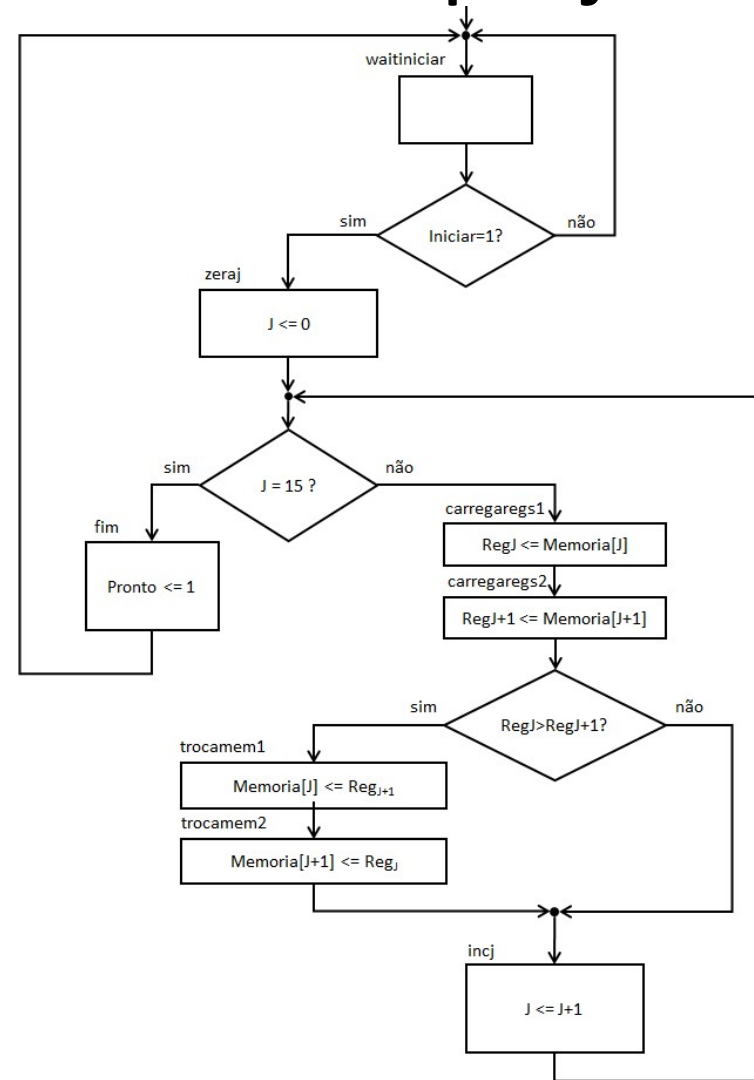 waitiniciar
Iniciar=1?
sim
não
zeraj
J <= 0
J = 15 ?
sim
não
fim
Pronto <= 1
carregaregs1
RegJ <= Memoria[J]
carregaregs2
RegJ+1 <= Memoria[J+1]
RegJ>RegJ+1?
sim
não
trocamem1
Memoria[J] <= RegJ+1
trocamem2
Memoria[J+1] <= RegJ
incj
J <= J+1